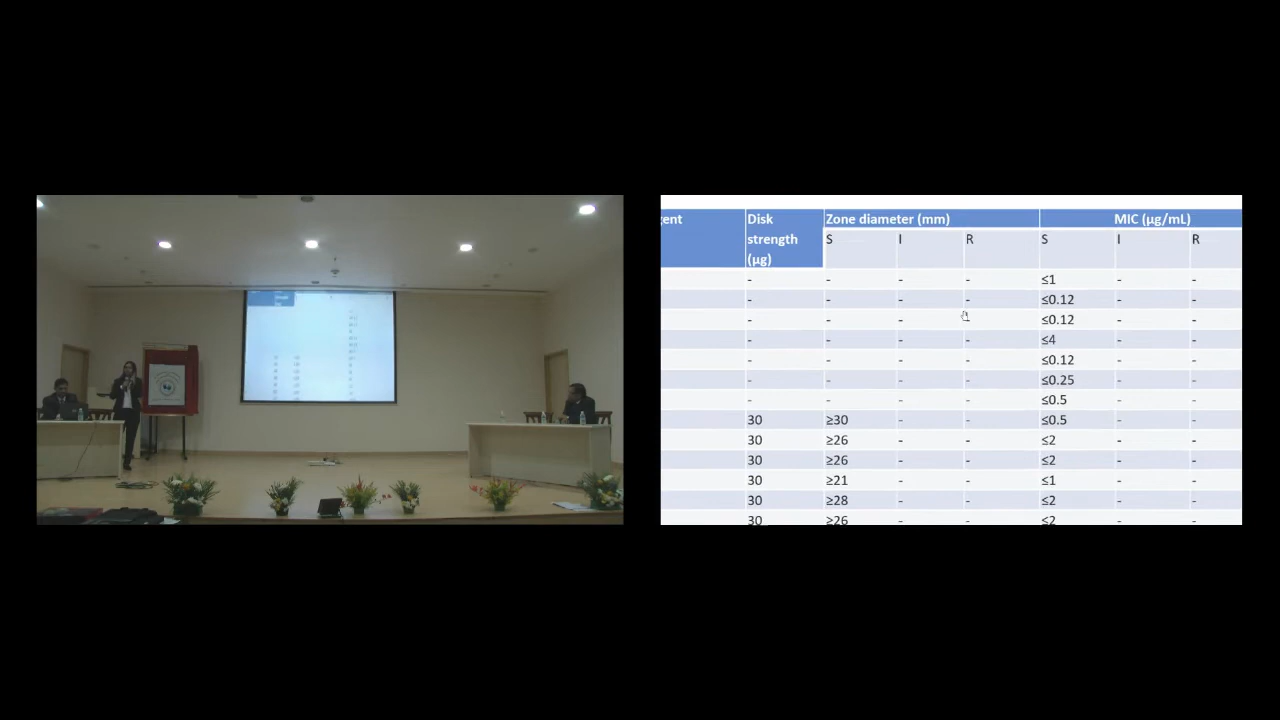 gent Disk strength (µg) Zone diameter (mm) MIC (µg/mL)
S I R S I R
- - - - ≤1 - -
- - - - ≤0.12 - -
- - - - ≤0.12 - -
- - - - ≤4 - -
- - - - ≤0.12 - -
- - - - ≤0.25 - -
- - - - ≤0.5 - -
30 ≥30 - - ≤0.5 - -
30 ≥26 - - ≤2 - -
30 ≥26 - - ≤2 - -
30 ≥21 - - ≤1 - -
30 ≥28 - - ≤2 - -
30 ≥26 - - ≤2 - -